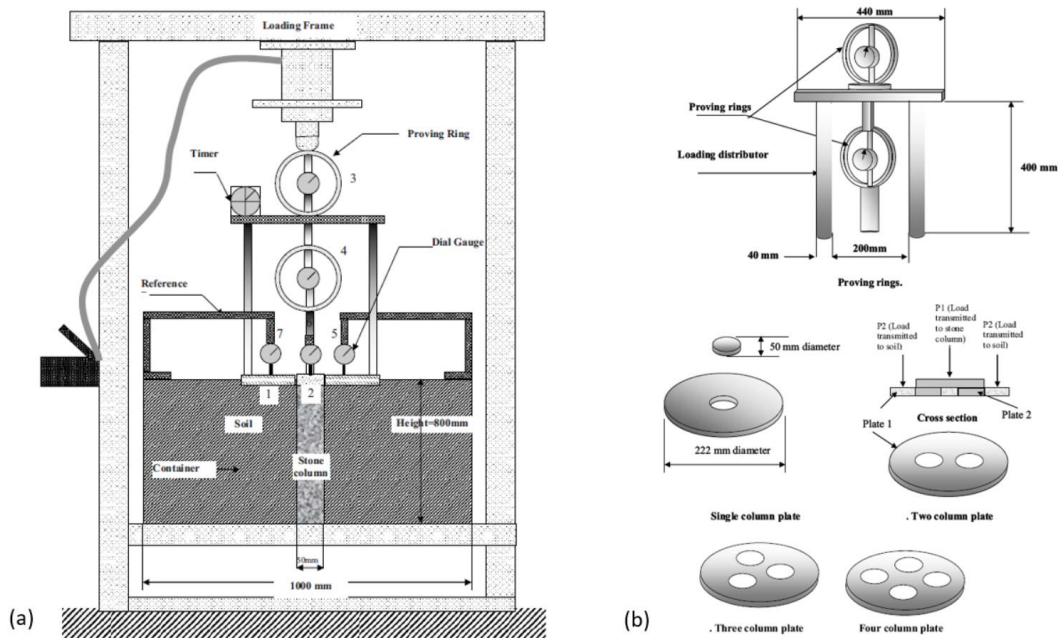 Loading Frame
Proving Ring
Timer
3
4
Dial Gauge
Reference
7
5
1
2
Soil
Height=800mm
Container
Stone
column
50mm
1000 mm
(a)
440 mm
Proving rings
Loading distributor
400 mm
40 mm
200mm
Proving rings.
50 mm diameter
222 mm diameter
Single column plate
P2 (Load
transmitted
to soil)
P1 (Load
transmitted
to stone
column)
P2 (Load
transmitted
to soil)
Cross section
Plate 1
Plate 2
. Two column plate
. Three column plate
Four column plate
(b)